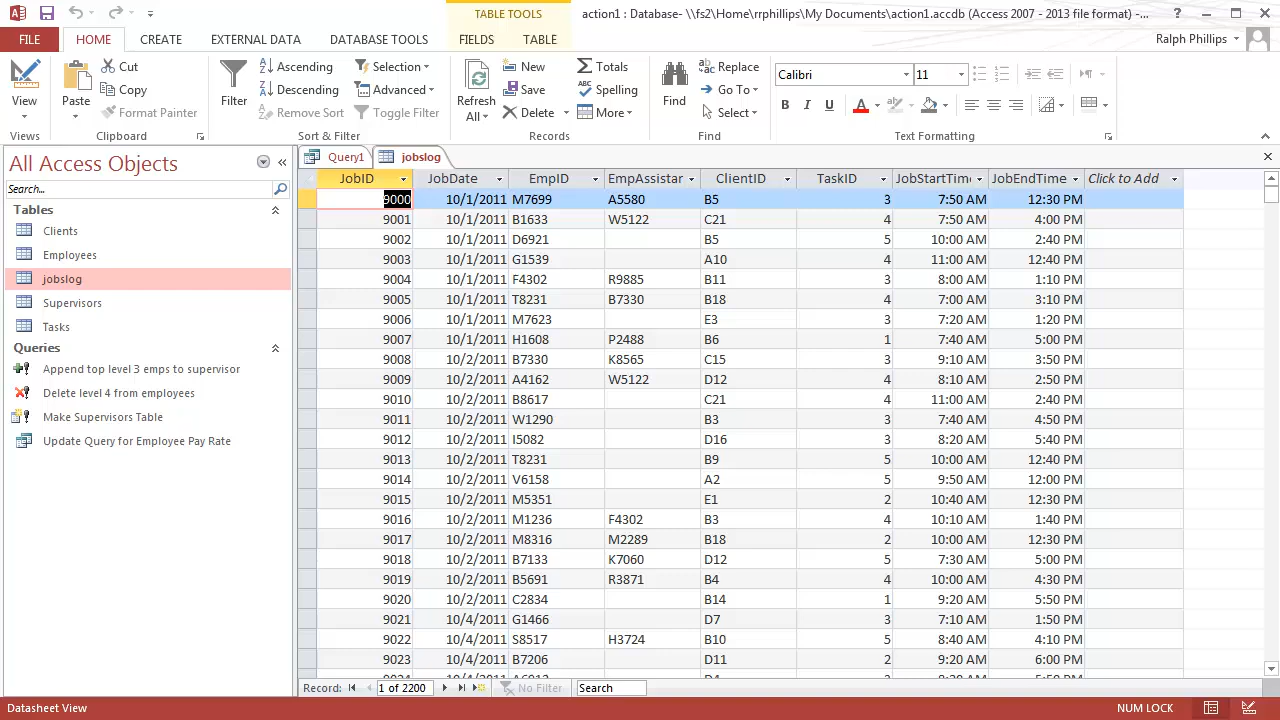 TABLE TOOLS
action1 : Database- \\fs2\Home\rrphillips\My Documents\action1.accdb (Access 2007 - 2013 file format) -...
FILE HOME CREATE EXTERNAL DATA DATABASE TOOLS FIELDS TABLE Ralph Phillips
View
Views
Paste
Cut
Copy
Format Painter
Clipboard
Filter
Ascending
Descending
Remove Sort
Selection
Advanced
Toggle Filter
Sort & Filter
Refresh
All
New
Save
Delete
Totals
Spelling
More
Records
Find
Replace
Go To
Select
Find
Calibri 11
B I U A
Text Formatting
All Access Objects
Search...
Tables
Clients
Employees
jobslog
Supervisors
Tasks
Queries
Append top level 3 emps to supervisor
Delete level 4 from employees
Make Supervisors Table
Update Query for Employee Pay Rate
Query1 jobslog
JobID JobDate EmpID EmpAssistar ClientID TaskID JobStartTime JobEndTime Click to Add
9000 10/1/2011 M7699 A5580 B5 3 7:50 AM 12:30 PM
9001 10/1/2011 B1633 W5122 C21 4 7:50 AM 4:00 PM
9002 10/1/2011 D6921 B5 5 10:00 AM 2:40 PM
9003 10/1/2011 G1539 A10 4 11:00 AM 12:40 PM
9004 10/1/2011 F4302 R9885 B11 3 8:00 AM 1:10 PM
9005 10/1/2011 T8231 B7330 B18 4 7:00 AM 3:10 PM
9006 10/1/2011 M7623 E3 3 7:20 AM 1:20 PM
9007 10/1/2011 H1608 P2488 B6 1 7:40 AM 5:00 PM
9008 10/2/2011 B7330 K8565 C15 3 9:10 AM 3:50 PM
9009 10/2/2011 A4162 W5122 D12 4 8:10 AM 2:50 PM
9010 10/2/2011 B8617 C21 4 11:00 AM 2:40 PM
9011 10/2/2011 W1290 B3 3 7:40 AM 4:50 PM
9012 10/2/2011 I5082 D16 3 8:20 AM 5:40 PM
9013 10/2/2011 T8231 B9 5 10:00 AM 12:40 PM
9014 10/2/2011 V6158 A2 5 9:50 AM 12:00 PM
9015 10/2/2011 M5351 E1 2 10:40 AM 12:30 PM
9016 10/2/2011 M1236 F4302 B3 4 10:10 AM 1:40 PM
9017 10/2/2011 M8316 M2289 B18 2 10:00 AM 12:30 PM
9018 10/2/2011 B7133 K7060 D12 5 7:30 AM 5:00 PM
9019 10/2/2011 B5691 R3871 B4 4 10:00 AM 4:30 PM
9020 10/2/2011 C2834 B14 1 9:20 AM 5:50 PM
9021 10/4/2011 G1466 D7 3 7:10 AM 1:50 PM
9022 10/4/2011 S8517 H3724 B10 5 8:40 AM 4:10 PM
9023 10/4/2011 B7206 D11 2 9:20 AM 6:00 PM
Record: 1 of 2200 No Filter Search
Datasheet View NUM LOCK